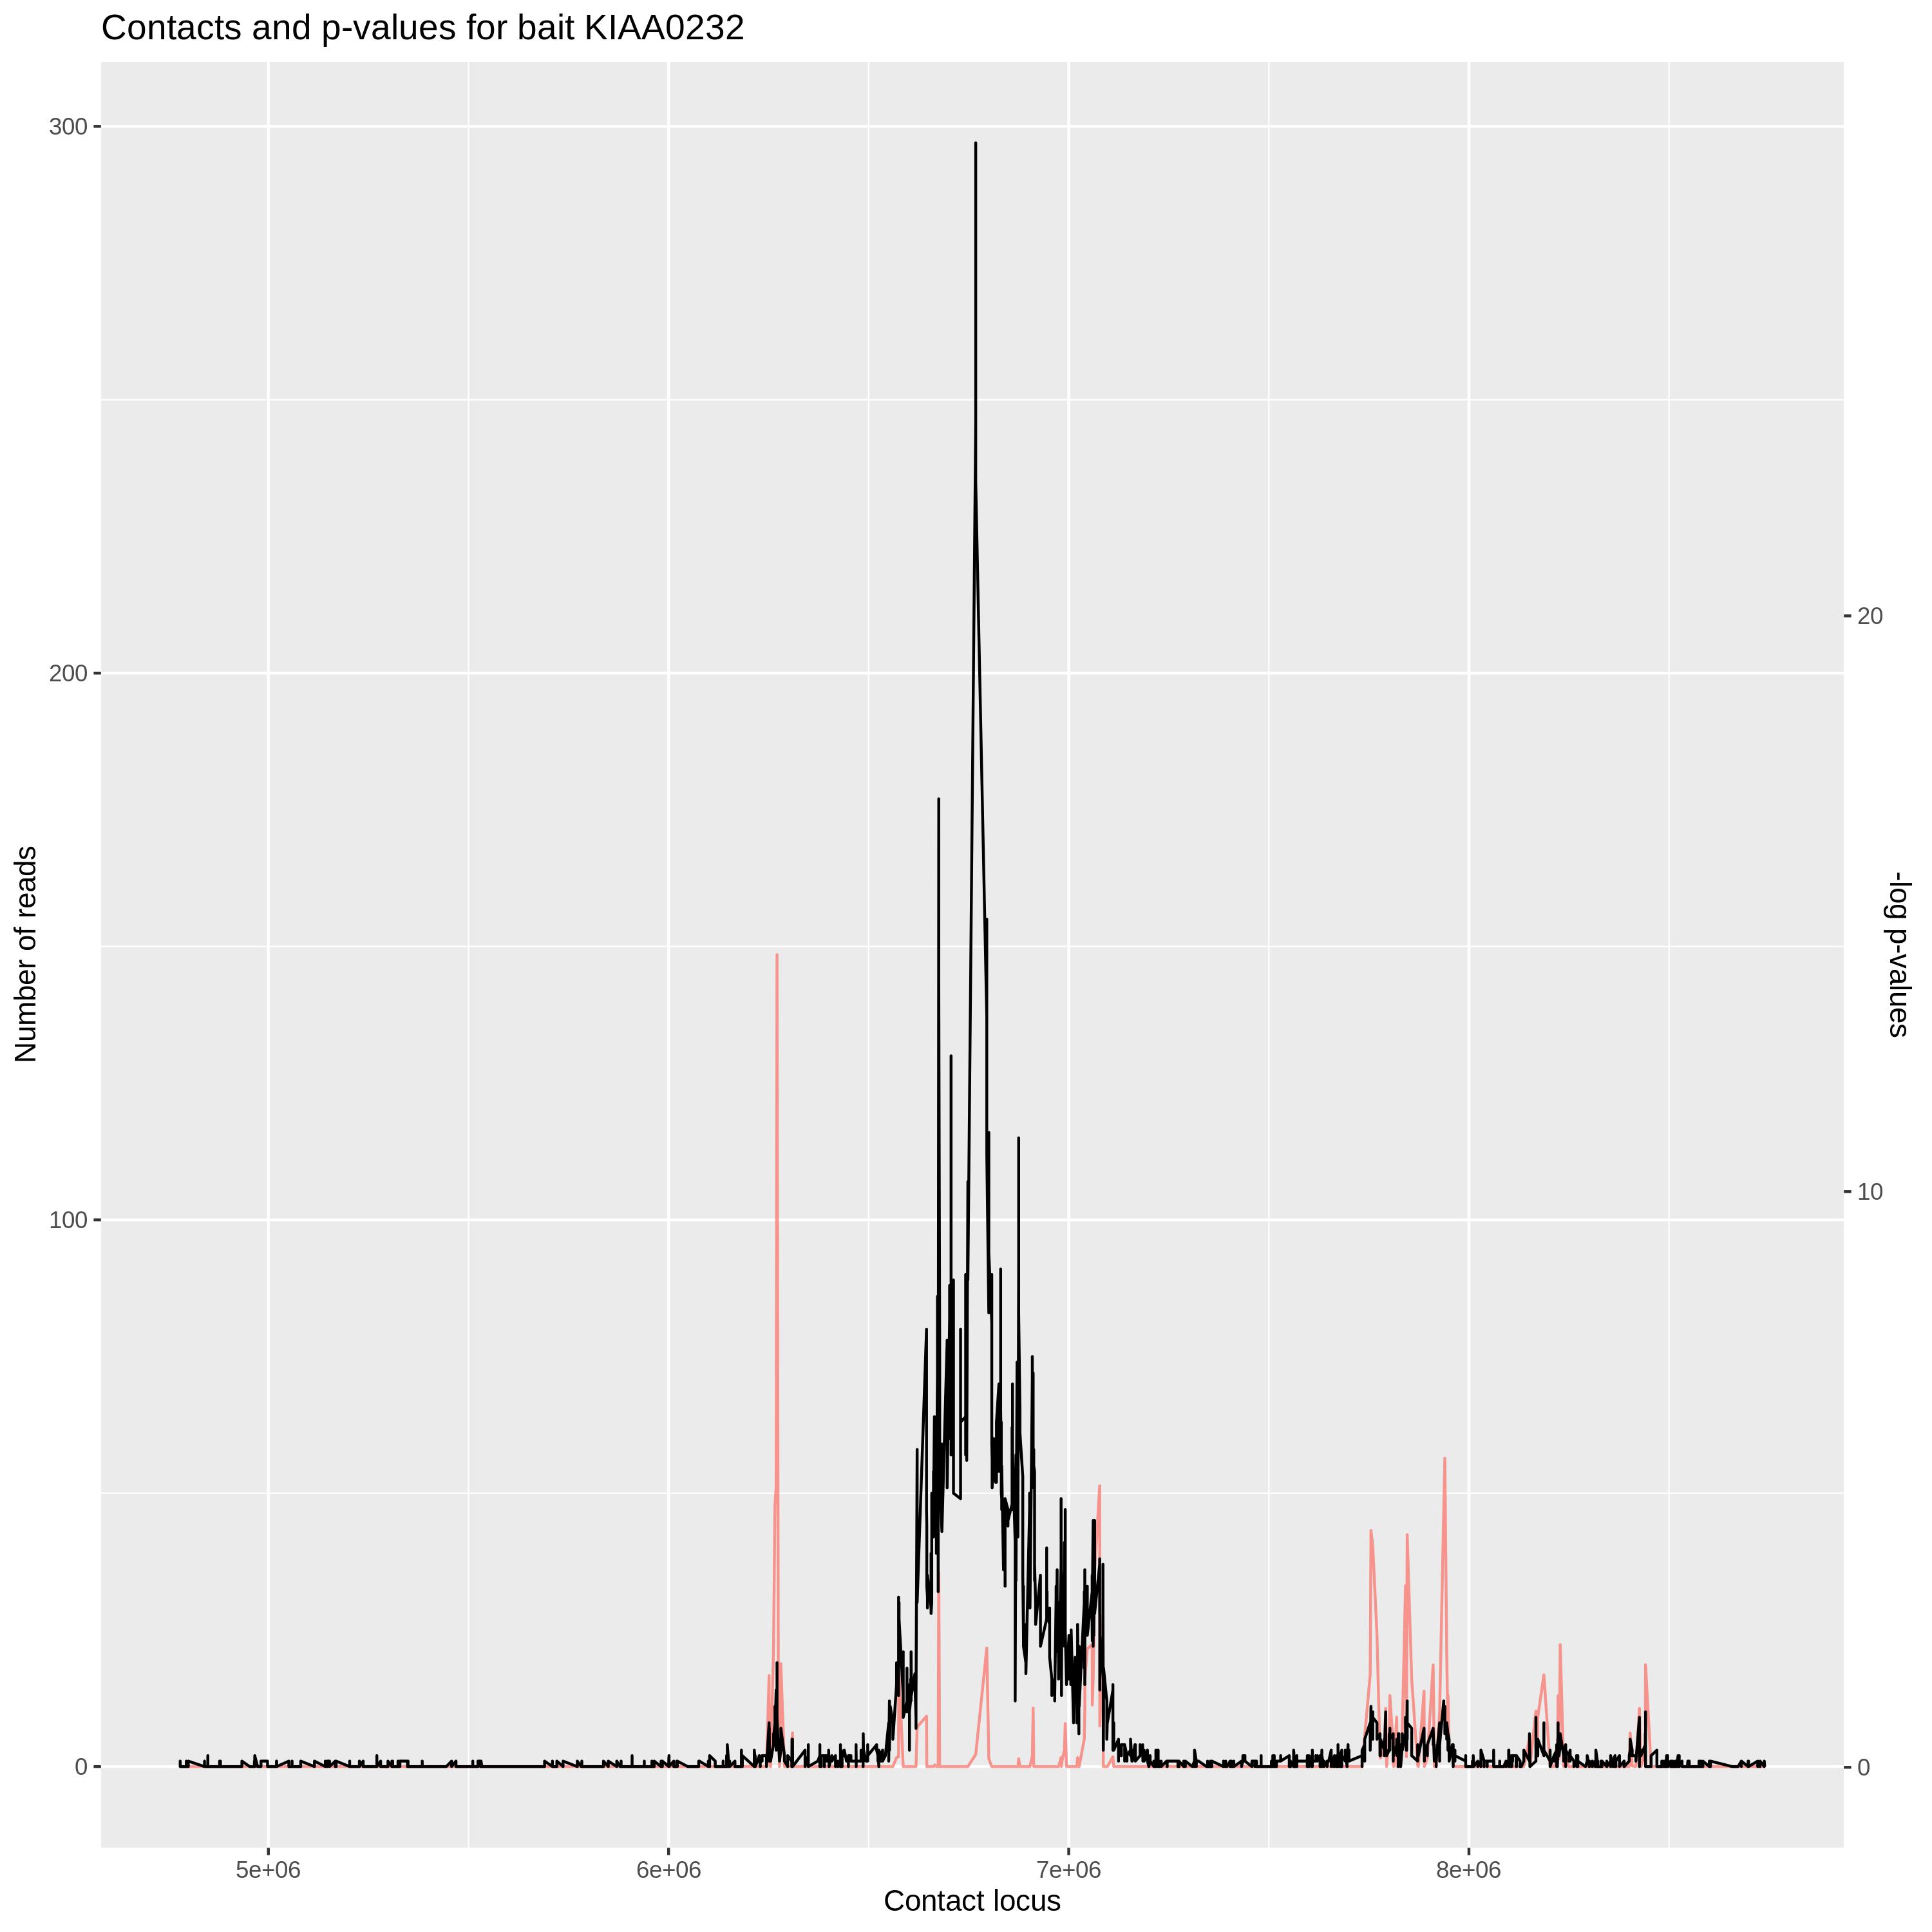 Contacts and p-values for bait KIAA0232
300
200
100
0
Number of reads
20
10
0
-log p-values
5e+06
6e+06
7e+06
8e+06
Contact locus